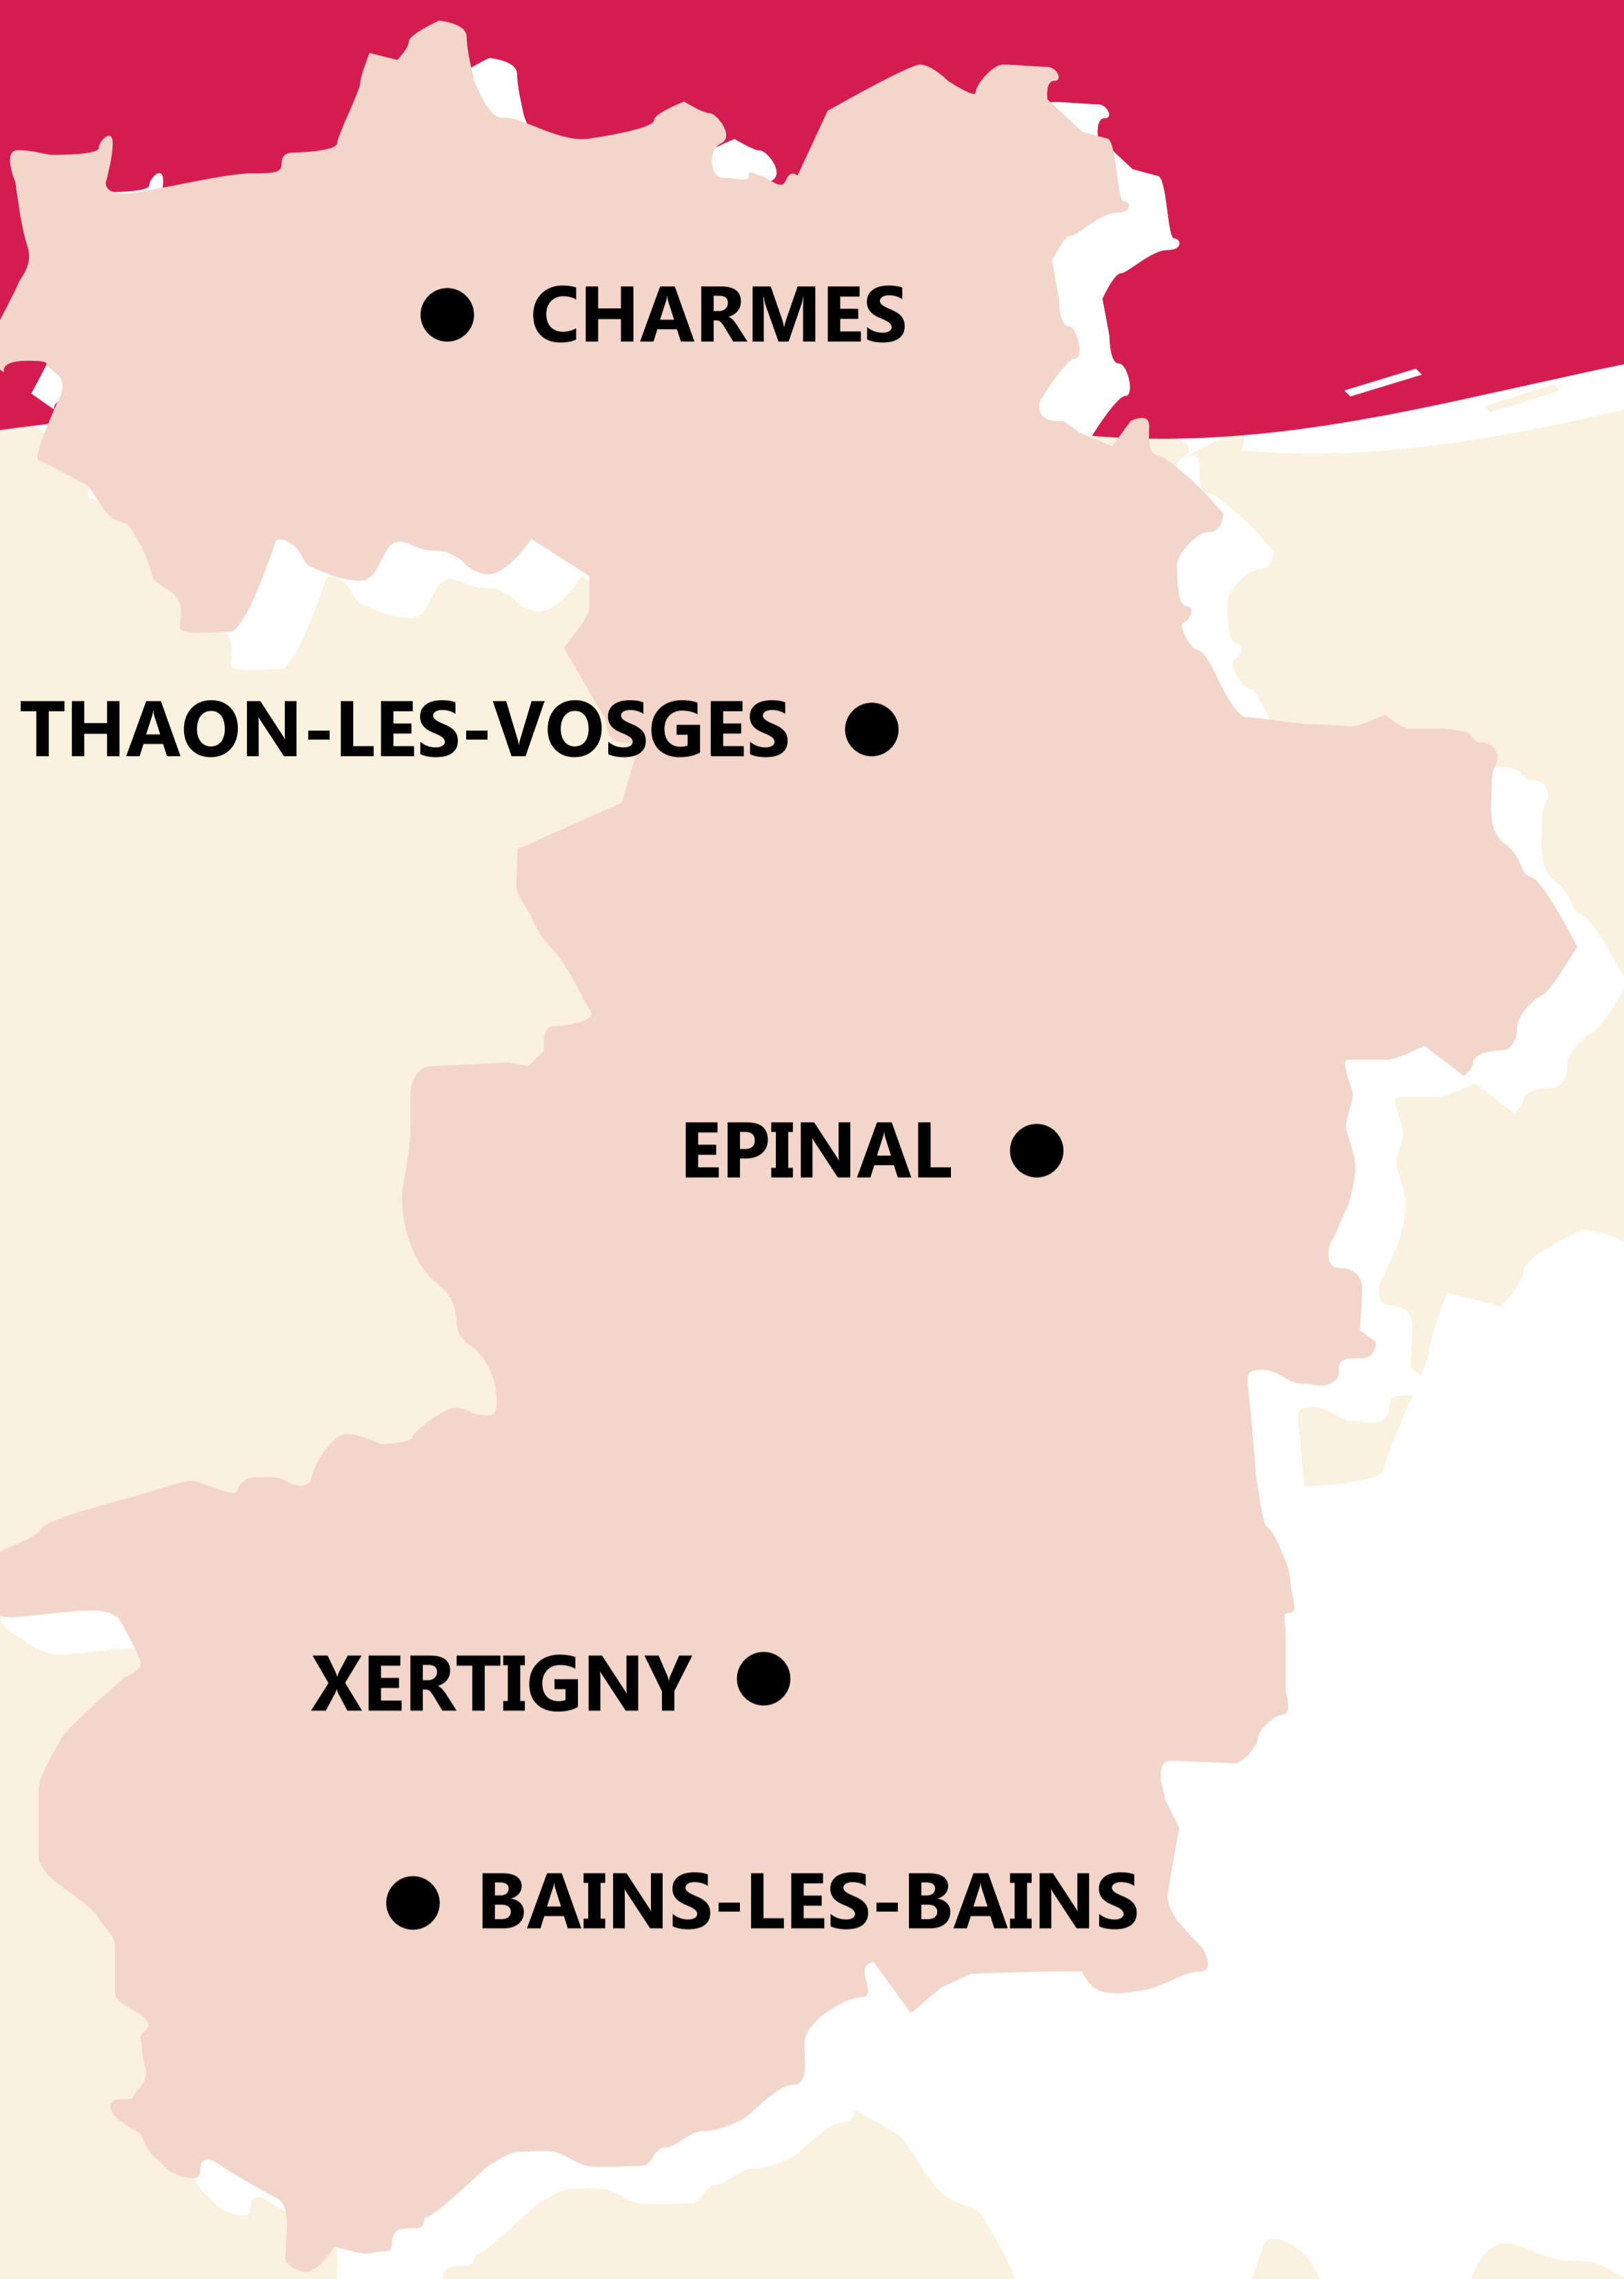 CHARMES
THAON-LES-VOSGES
EPINAL
XERTIGNY
BAINS-LES-BAINS